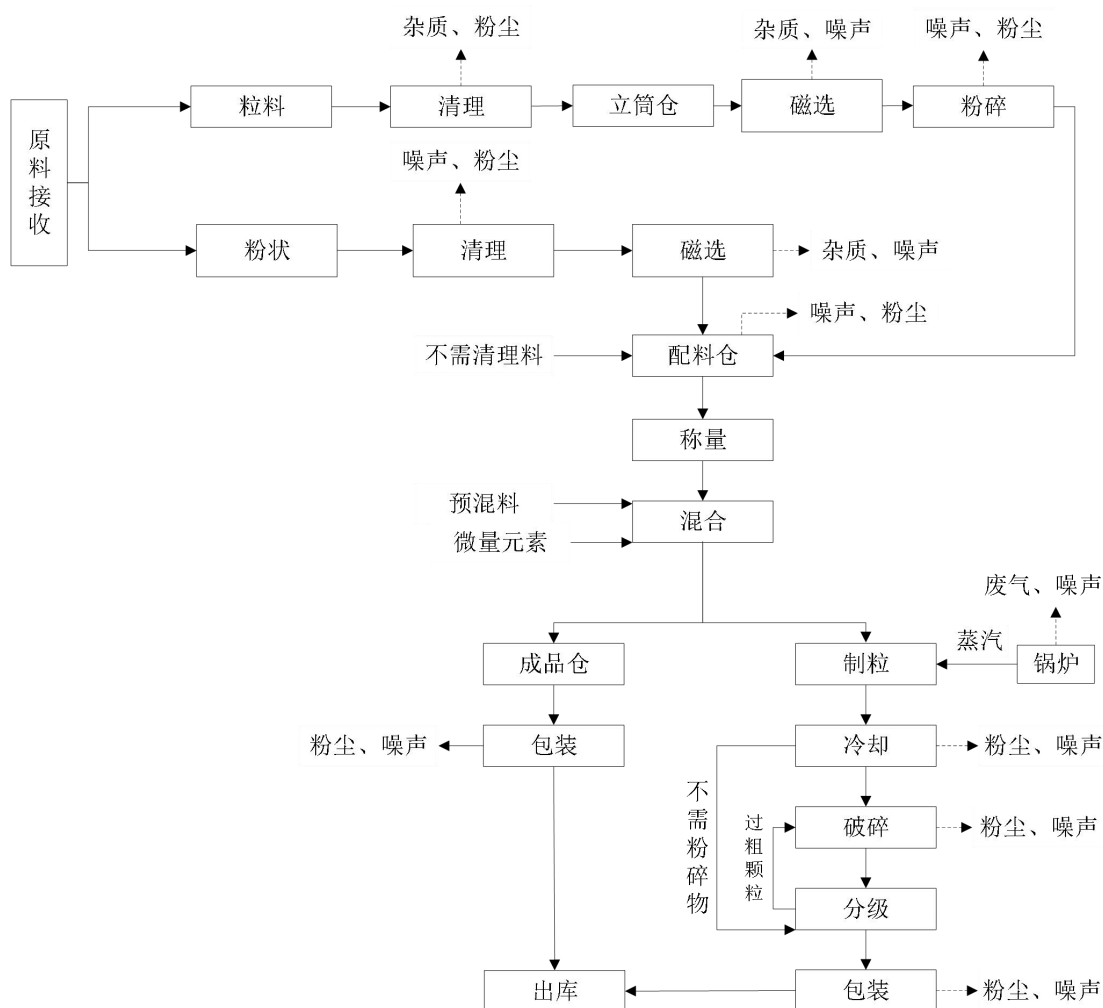 杂质、粉尘
杂质、噪声
噪声、粉尘
原料接收
粒料
清理
立筒仓
磁选
粉碎
噪声、粉尘
粉状
清理
磁选
杂质、噪声
噪声、粉尘
不需清理料
配料仓
称量
预混料
混合
微量元素
废气、噪声
成品仓
制粒
蒸汽
锅炉
粉尘、噪声
包装
冷却
粉尘、噪声
不需粉碎物
过粗颗粒
破碎
粉尘、噪声
分级
出库
包装
粉尘、噪声